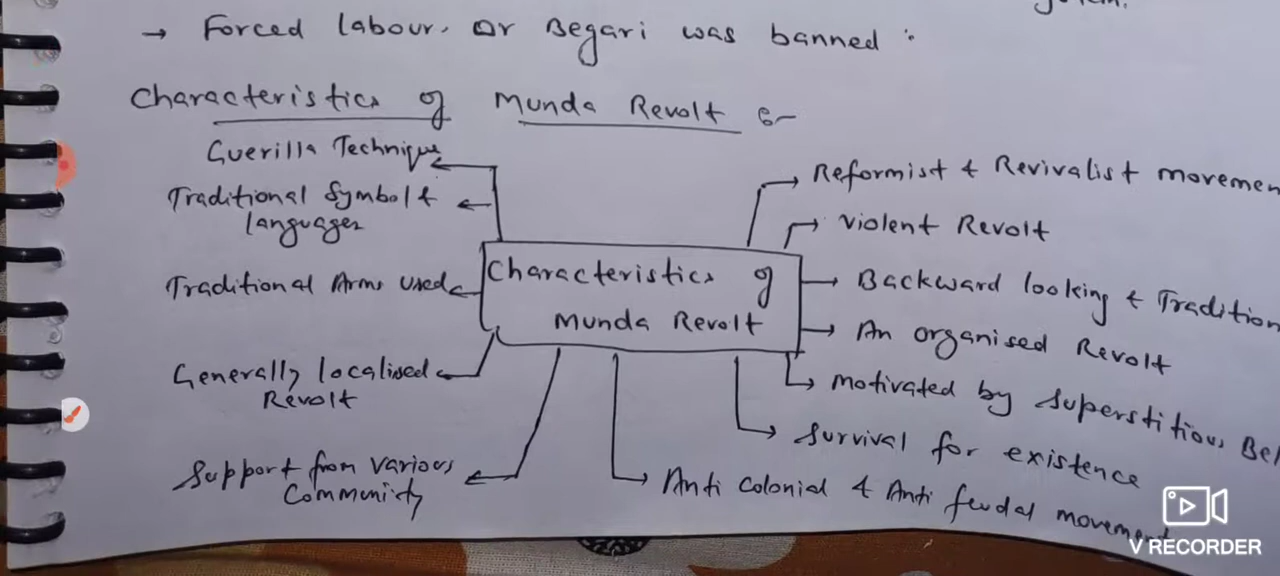 → Forced labour, Or Begari was banned
Characteristics of Munda Revolt :-
Guerilla Technique
Traditional Symbol &
languages
Traditional Arms used
Generally localised
Revolt
Support from various
Community
Characteristics of
Munda Revolt
Reformist & Revivalist movemen
Violent Revolt
Backward looking & Tradition
An organised Revolt
Motivated by Superstitious Bel
Survival for existence
Anti Colonial & Anti feudal movement
V RECORDER